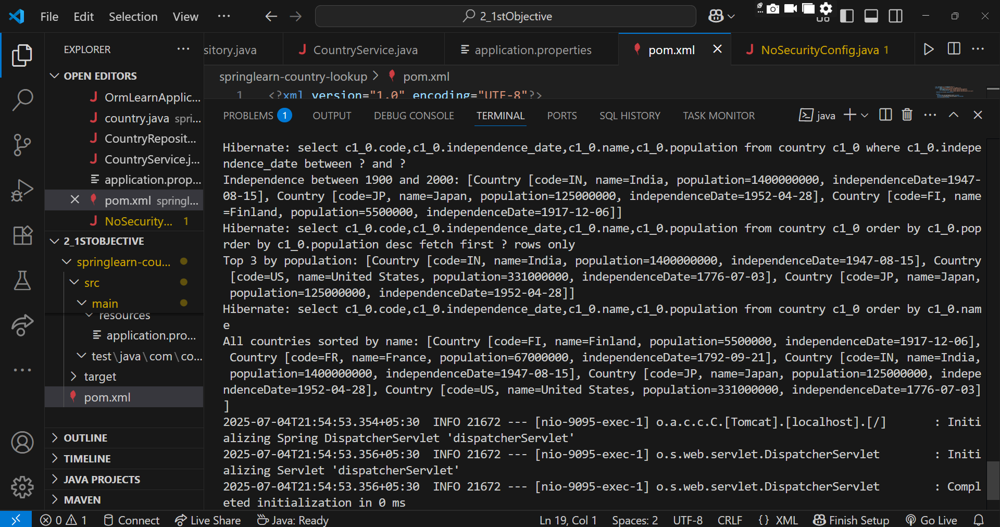 File Edit Selection View ··· 2_1stObjective
EXPLORER ···
OPEN EDITORS
OrmLearnApplic...
country.java spri...
CountryReposit...
CountryService.j...
application.prop...
pom.xml springl...
NoSecurity... 1
2_1STOBJECTIVE
springlearn-cou...
src
main
resources
application.pro...
test\java\com\co...
target
pom.xml
OUTLINE
TIMELINE
JAVA PROJECTS
MAVEN
sitory.java CountryService.java application.properties pom.xml NoSecurityConfig.java 1 ···
springlearn-country-lookup > pom.xml
1 <?xml version="1.0" encoding="UTF-8"?>
PROBLEMS 1 OUTPUT DEBUG CONSOLE TERMINAL PORTS SQL HISTORY TASK MONITOR java ···
Hibernate: select c1_0.code,c1_0.independence_date,c1_0.name,c1_0.population from country c1_0 where c1_0.indepe
ndence_date between ? and ?
Independence between 1900 and 2000: [Country [code=IN, name=India, population=1400000000, independenceDate=1947-
08-15], Country [code=JP, name=Japan, population=125000000, independenceDate=1952-04-28], Country [code=FI, name
=Finland, population=5500000, independenceDate=1917-12-06]]
Hibernate: select c1_0.code,c1_0.independence_date,c1_0.name,c1_0.population from country c1_0 order by c1_0.pop
rder by c1_0.population desc fetch first ? rows only
Top 3 by population: [Country [code=IN, name=India, population=1400000000, independenceDate=1947-08-15], Country
[code=US, name=United States, population=331000000, independenceDate=1776-07-03], Country [code=JP, name=Japan,
population=125000000, independenceDate=1952-04-28]]
Hibernate: select c1_0.code,c1_0.independence_date,c1_0.name,c1_0.population from country c1_0 order by c1_0.nam
e
All countries sorted by name: [Country [code=FI, name=Finland, population=5500000, independenceDate=1917-12-06],
Country [code=FR, name=France, population=67000000, independenceDate=1792-09-21], Country [code=IN, name=India,
population=1400000000, independenceDate=1947-08-15], Country [code=JP, name=Japan, population=125000000, indepe
ndenceDate=1952-04-28], Country [code=US, name=United States, population=331000000, independenceDate=1776-07-03]
]
2025-07-04T21:54:53.354+05:30 INFO 21672 --- [nio-9095-exec-1] o.a.c.c.C.[Tomcat].[localhost].[/] : Initi
alizing Spring DispatcherServlet 'dispatcherServlet'
2025-07-04T21:54:53.356+05:30 INFO 21672 --- [nio-9095-exec-1] o.s.web.servlet.DispatcherServlet : Initi
alizing Servlet 'dispatcherServlet'
2025-07-04T21:54:53.356+05:30 INFO 21672 --- [nio-9095-exec-1] o.s.web.servlet.DispatcherServlet : Compl
eted initialization in 0 ms
0 1 Connect Live Share Java: Ready Ln 19, Col 1 Spaces: 2 UTF-8 CRLF {} XML Finish Setup Go Live